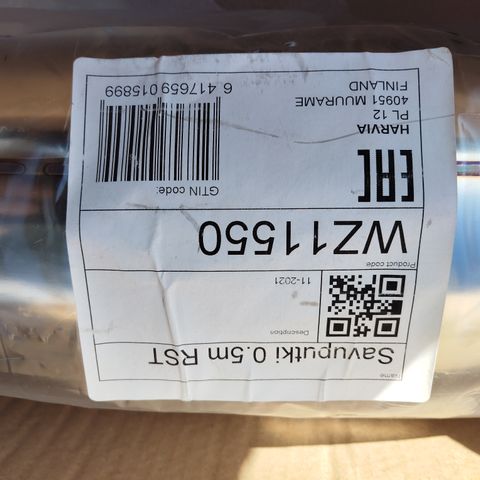 Name
Savuputki 0.5m RST
Description
11-2021
Product code
WZ11550
EAC
HARVIA
PL 12
40951 MUURAME
FINLAND
GTIN code:
6 417659 015899